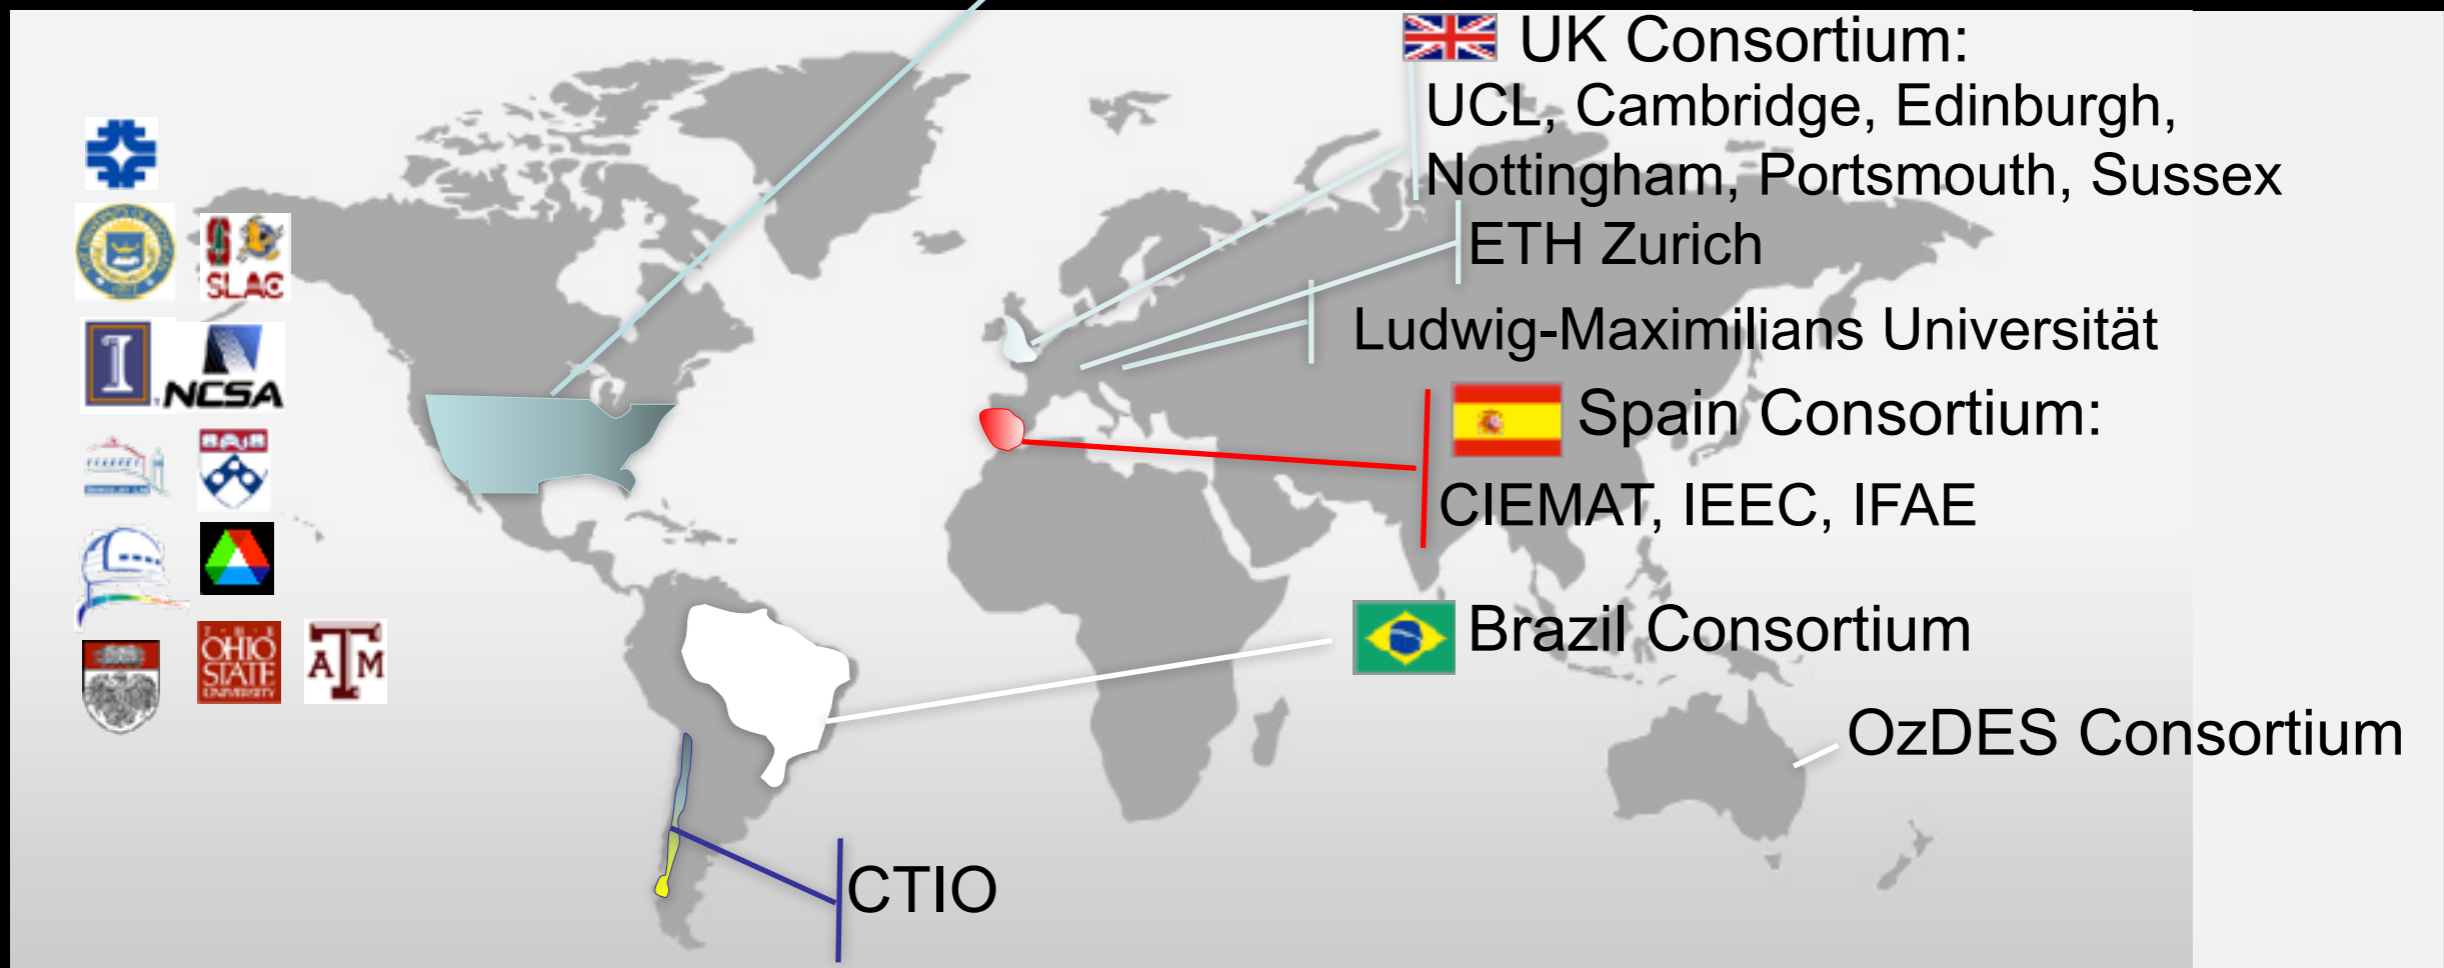 UK Consortium:
UCL, Cambridge, Edinburgh,
Nottingham, Portsmouth, Sussex
ETH Zurich
SLAC
Ludwig-Maximilians Universität
NCSA
Spain Consortium:
CIEMAT, IEEC, IFAE
Brazil Consortium
THE
OHIO
STATE
UNIVERSITY
A T M
OzDES Consortium
CTIO